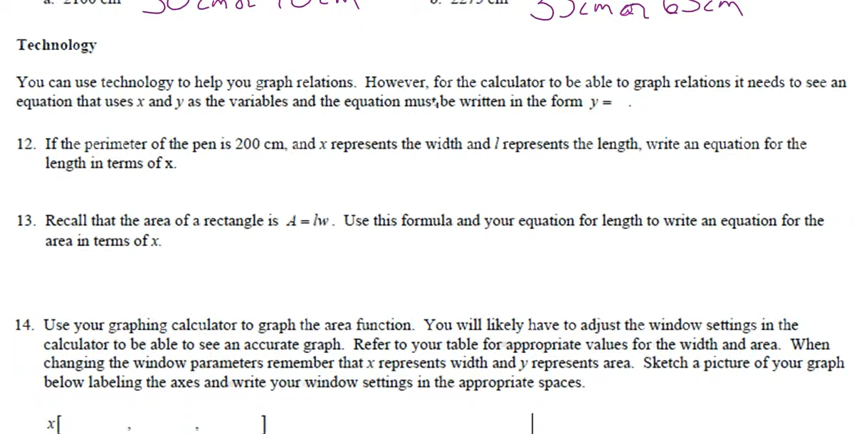 30cm or 70cm
35cm or 65cm
Technology
You can use technology to help you graph relations. However, for the calculator to be able to graph relations it needs to see an
equation that uses x and y as the variables and the equation must be written in the form y = .
12. If the perimeter of the pen is 200 cm, and x represents the width and l represents the length, write an equation for the
length in terms of x.
13. Recall that the area of a rectangle is A = lw. Use this formula and your equation for length to write an equation for the
area in terms of x.
14. Use your graphing calculator to graph the area function. You will likely have to adjust the window settings in the
calculator to be able to see an accurate graph. Refer to your table for appropriate values for the width and area. When
changing the window parameters remember that x represents width and y represents area. Sketch a picture of your graph
below labeling the axes and write your window settings in the appropriate spaces.
x[ , , ]